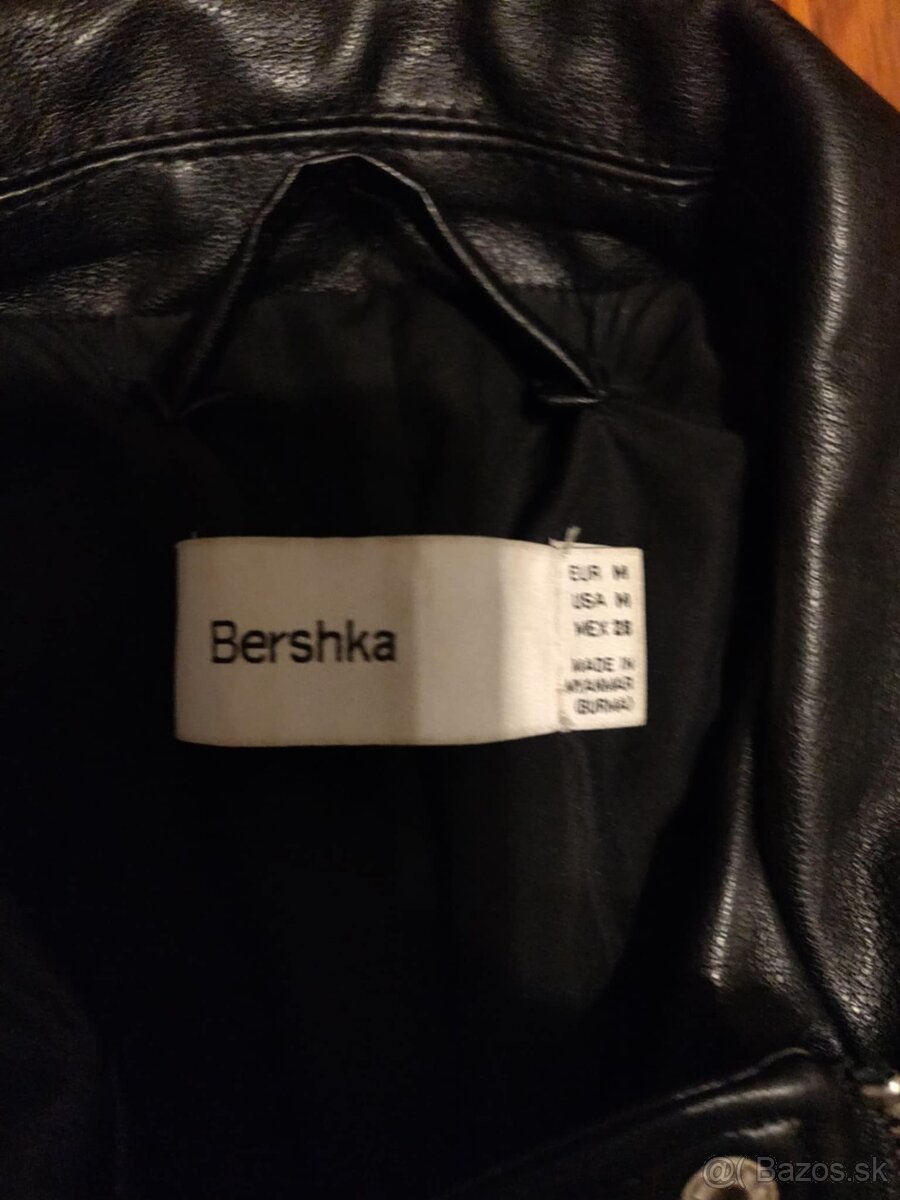 Bershka
EUR M
USA M
MEX 28
MADE IN
MYANMAR
(BURMA)
@ Bazos.sk